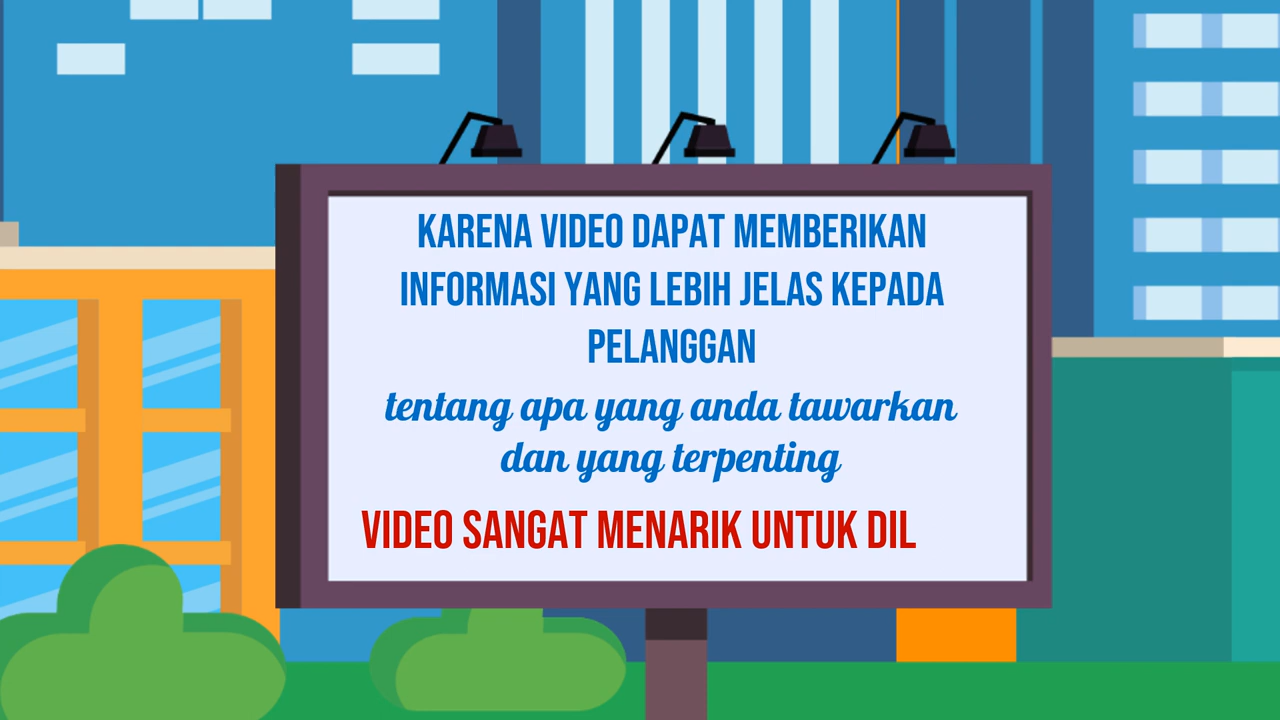 KARENA VIDEO DAPAT MEMBERIKAN
INFORMASI YANG LEBIH JELAS KEPADA
PELANGGAN
tentang apa yang anda tawarkan
dan yang terpenting
VIDEO SANGAT MENARIK UNTUK DIL